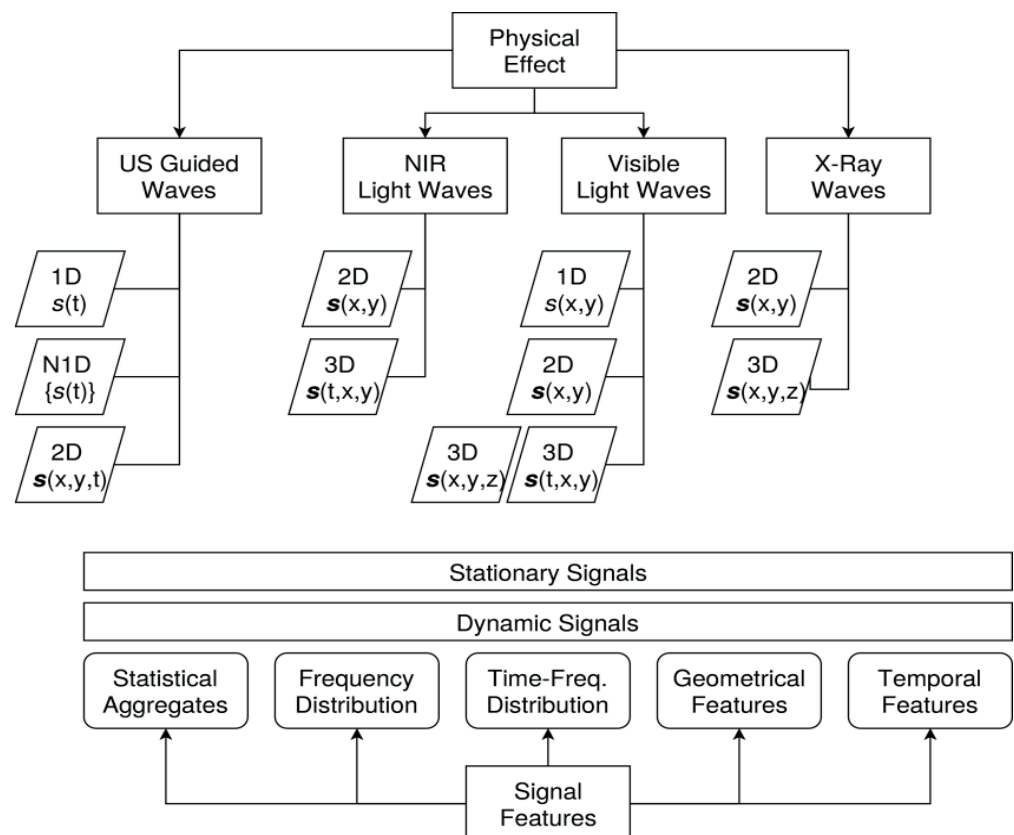 Physical
Effect
US Guided
Waves
NIR
Light Waves
Visible
Light Waves
X-Ray
Waves
1D
s(t)
2D
s(x,y)
1D
s(x,y)
2D
s(x,y)
N1D
{s(t)}
3D
s(t,x,y)
2D
s(x,y)
3D
s(x,y,z)
2D
s(x,y,t)
3D
s(x,y,z)
3D
s(t,x,y)
Stationary Signals
Dynamic Signals
Statistical
Aggregates
Frequency
Distribution
Time-Freq.
Distribution
Geometrical
Features
Temporal
Features
Signal
Features